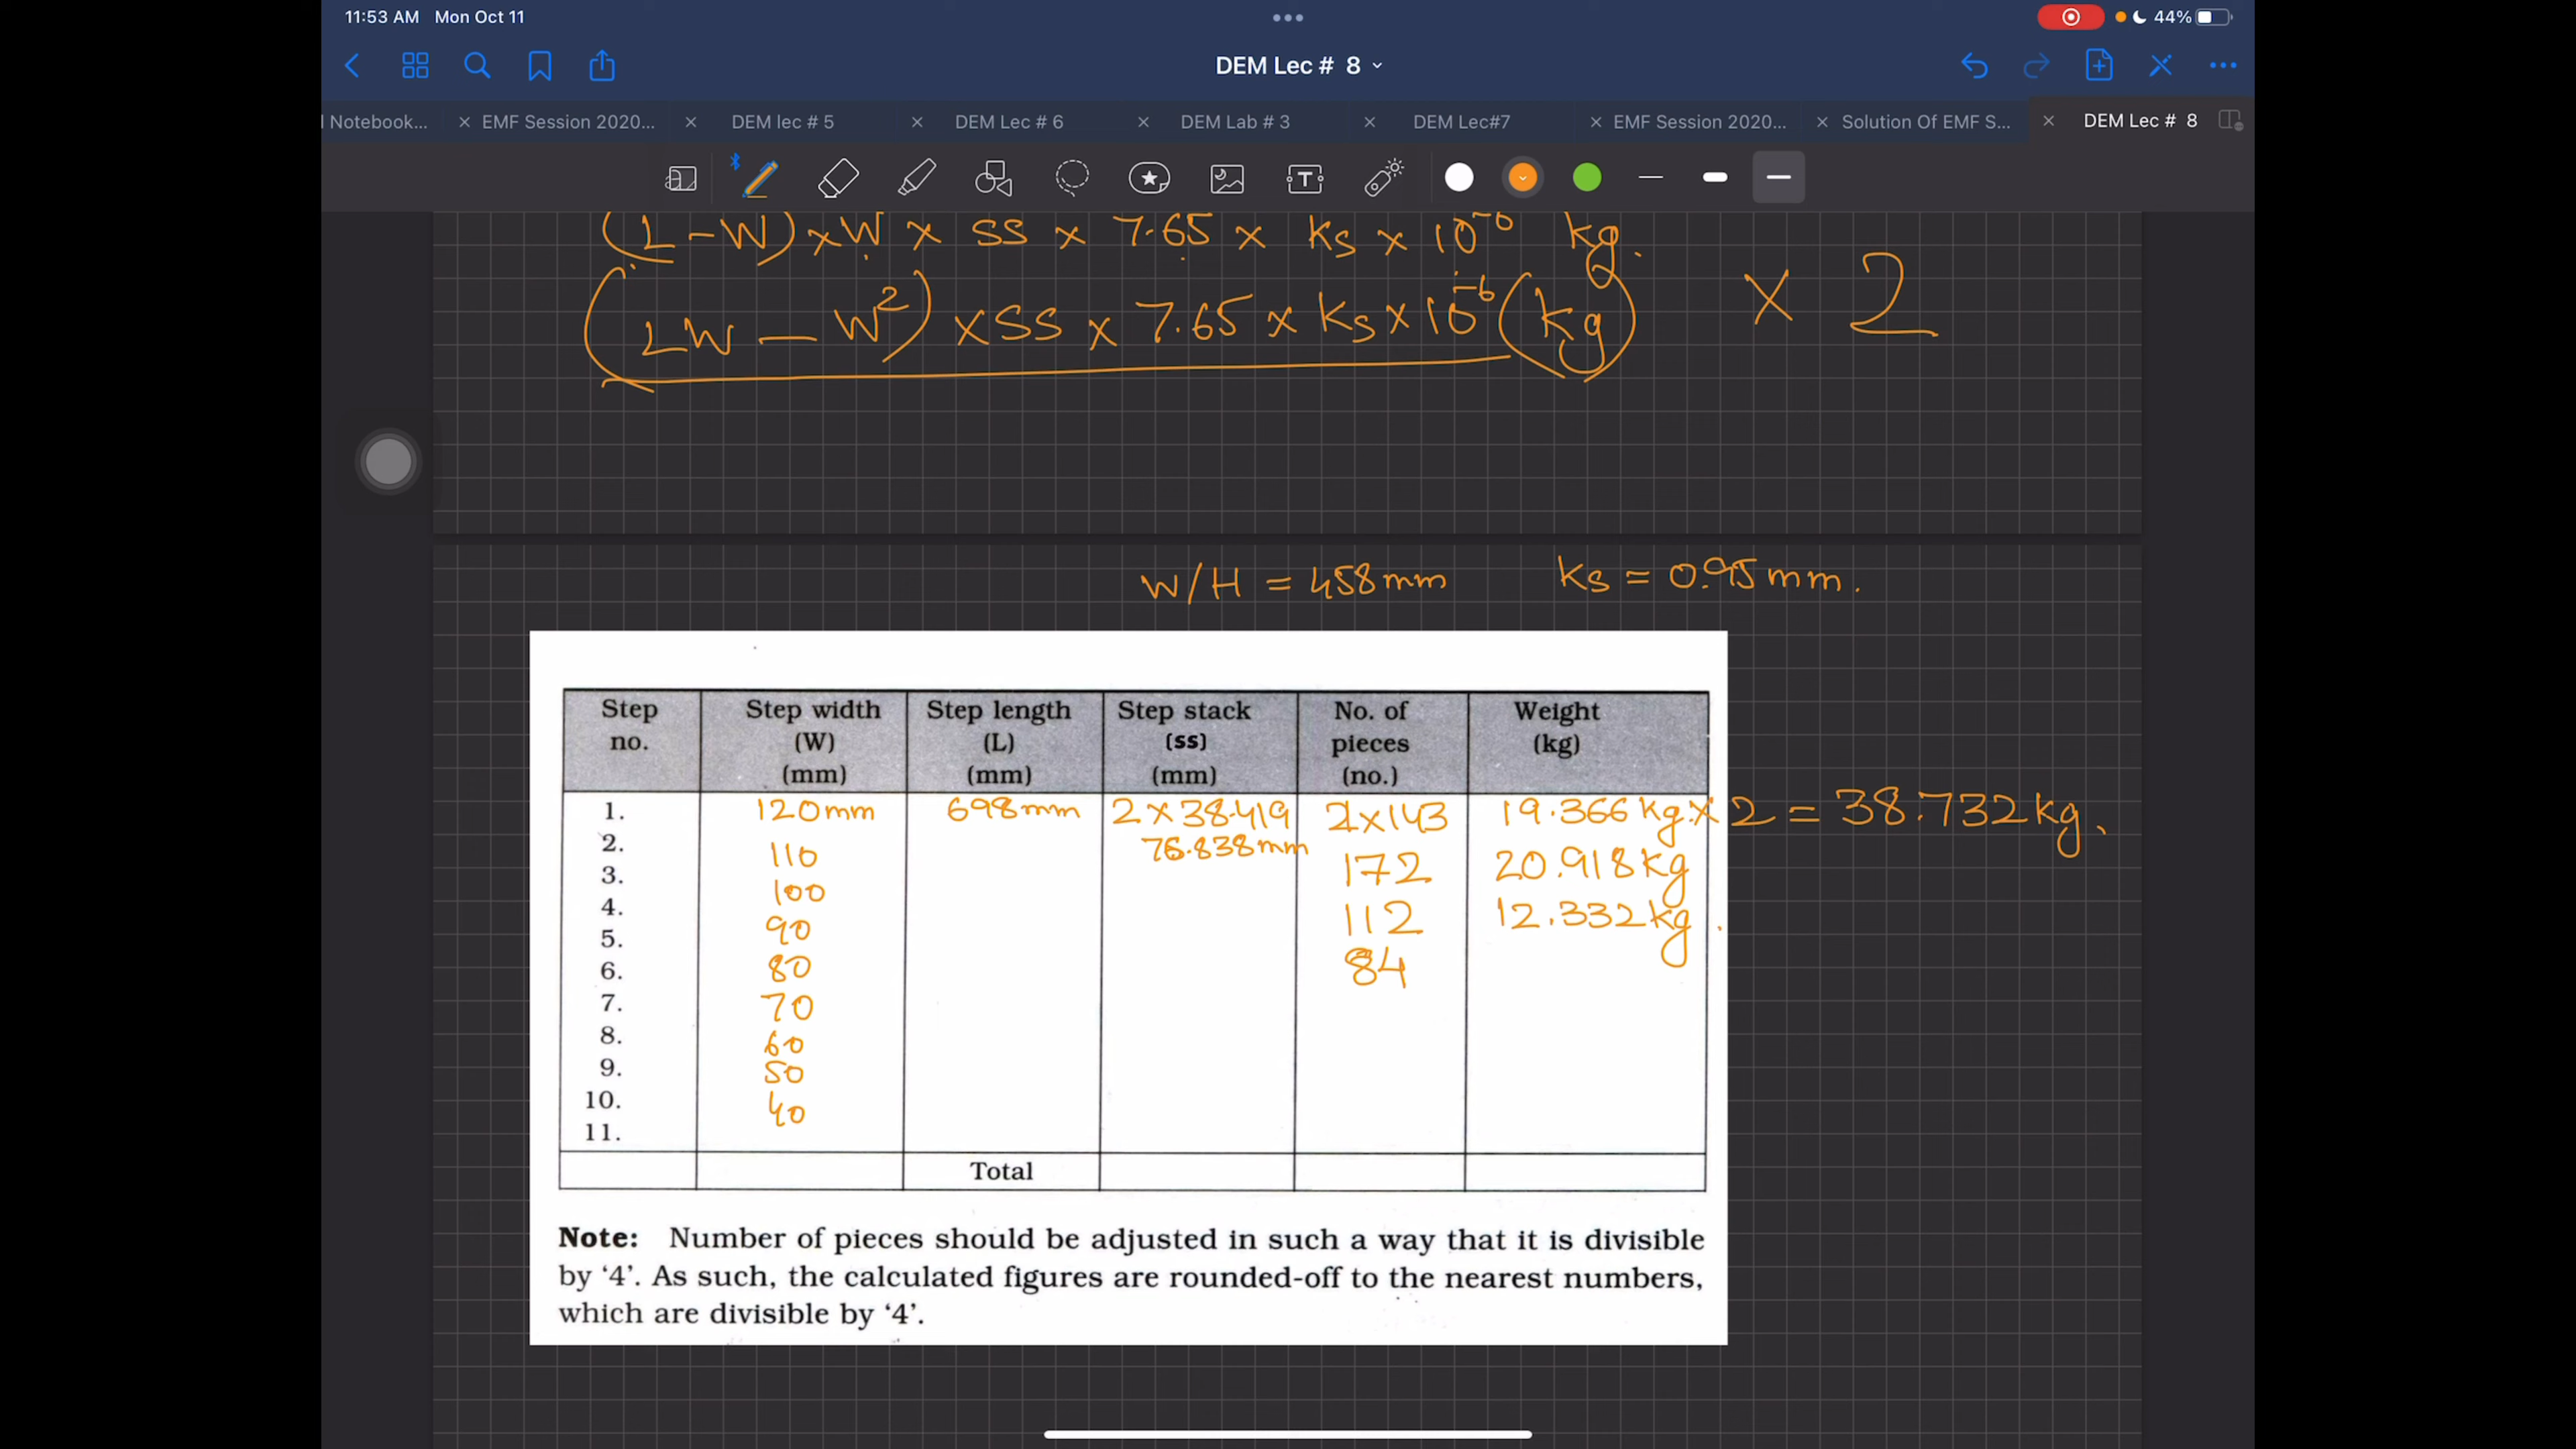 11:53 AM Mon Oct 11
44%
DEM Lec # 8
l Notebook... EMF Session 2020... DEM lec # 5 DEM Lec # 6 DEM Lab # 3 DEM Lec#7 EMF Session 2020... Solution Of EMF S... DEM Lec # 8
(L-W) x W x SS x 7.65 x Ks x 10⁻⁶ kg.
(LW — W²) x SS x 7.65 x Ks x 10⁻⁶ (kg) x 2
W/H = 458mm Ks = 0.95mm.
Step no. Step width (W) (mm) Step length (L) (mm) Step stack (ss) (mm) No. of pieces (no.) Weight (kg)
1. 120mm 698mm 2 x 38.419 2x143 19.366 kg. x 2 = 38.732 kg.
2. 110 76.838mm 172 20.918 kg
3. 100
4. 90 112 12.332 kg.
5. 80 84
6. 70
7. 60
8. 50
9. 40
10.
11.
Total
Note: Number of pieces should be adjusted in such a way that it is divisible
by ‘4’. As such, the calculated figures are rounded-off to the nearest numbers,
which are divisible by ‘4’.